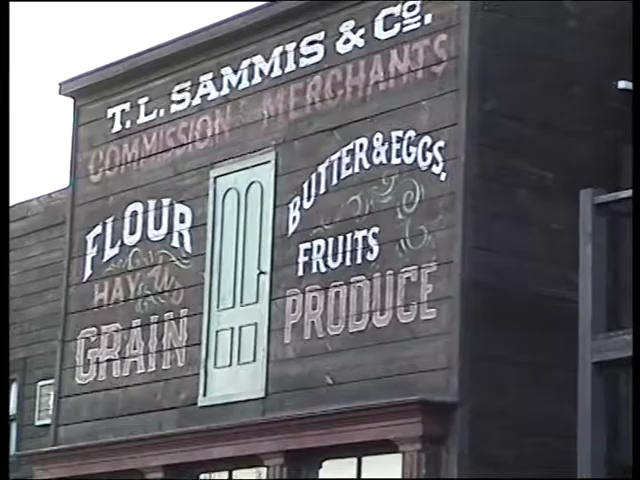 T. L. SAMMIS & CO.
COMMISSION MERCHANTS
FLOUR
HAY
GRAIN
BUTTER & EGGS,
FRUITS
PRODUCE